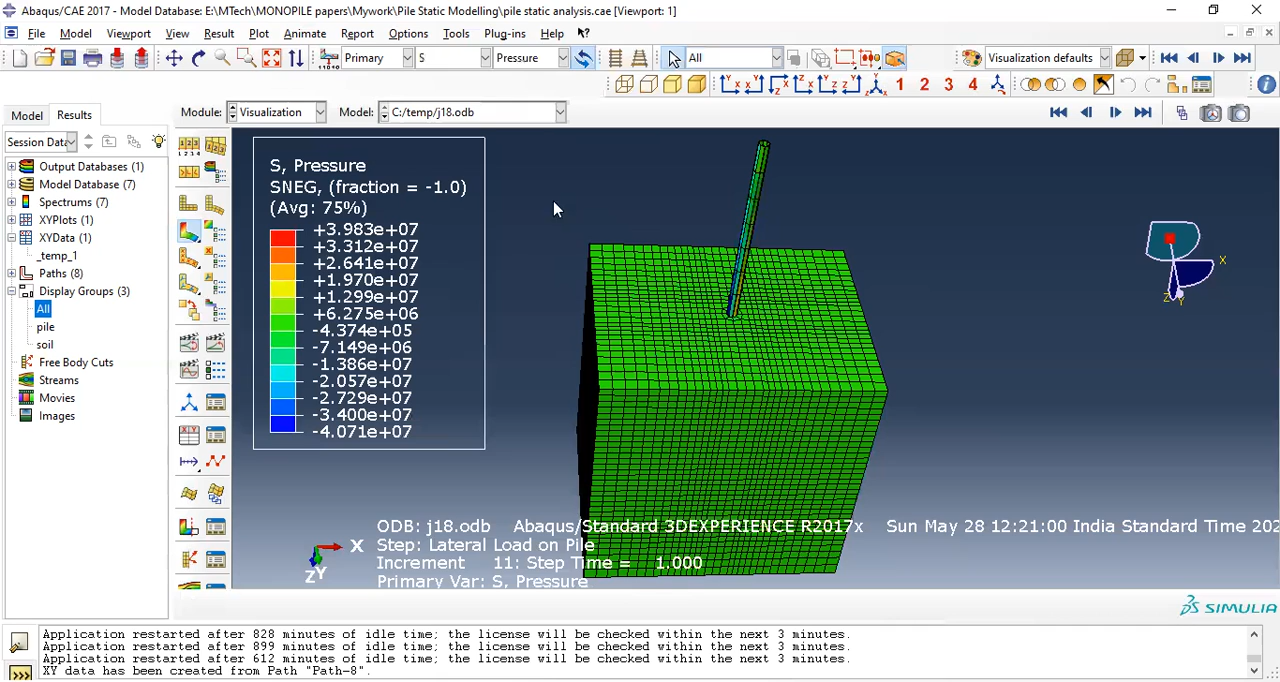 Abaqus/CAE 2017 - Model Database: E:\MTech\MONOPILE papers\Mywork\Pile Static Modelling\pile static analysis.cae [Viewport: 1]
File Model Viewport View Result Plot Animate Report Options Tools Plug-ins Help
Primary S Pressure All Visualization defaults
1 2 3 4
Model Results Module: Visualization Model: C:/temp/j18.odb
Session Data
Output Databases (1)
Model Database (7)
Spectrums (7)
XYPlots (1)
XYData (1)
_temp_1
Paths (8)
Display Groups (3)
All
pile
soil
Free Body Cuts
Streams
Movies
Images
S, Pressure
SNEG, (fraction = -1.0)
(Avg: 75%)
+3.983e+07
+3.312e+07
+2.641e+07
+1.970e+07
+1.299e+07
+6.275e+06
-4.374e+05
-7.149e+06
-1.386e+07
-2.057e+07
-2.729e+07
-3.400e+07
-4.071e+07
X
Z Y
ODB: j18.odb Abaqus/Standard 3DEXPERIENCE R2017x Sun May 28 12:21:00 India Standard Time 202
Step: Lateral Load on Pile
Increment 11: Step Time = 1.000
Primary Var: S, Pressure
X
Z Y
SIMULIA
Application restarted after 828 minutes of idle time; the license will be checked within the next 3 minutes.
Application restarted after 899 minutes of idle time; the license will be checked within the next 3 minutes.
Application restarted after 612 minutes of idle time; the license will be checked within the next 3 minutes.
XY data has been created from Path "Path-8".
>>>